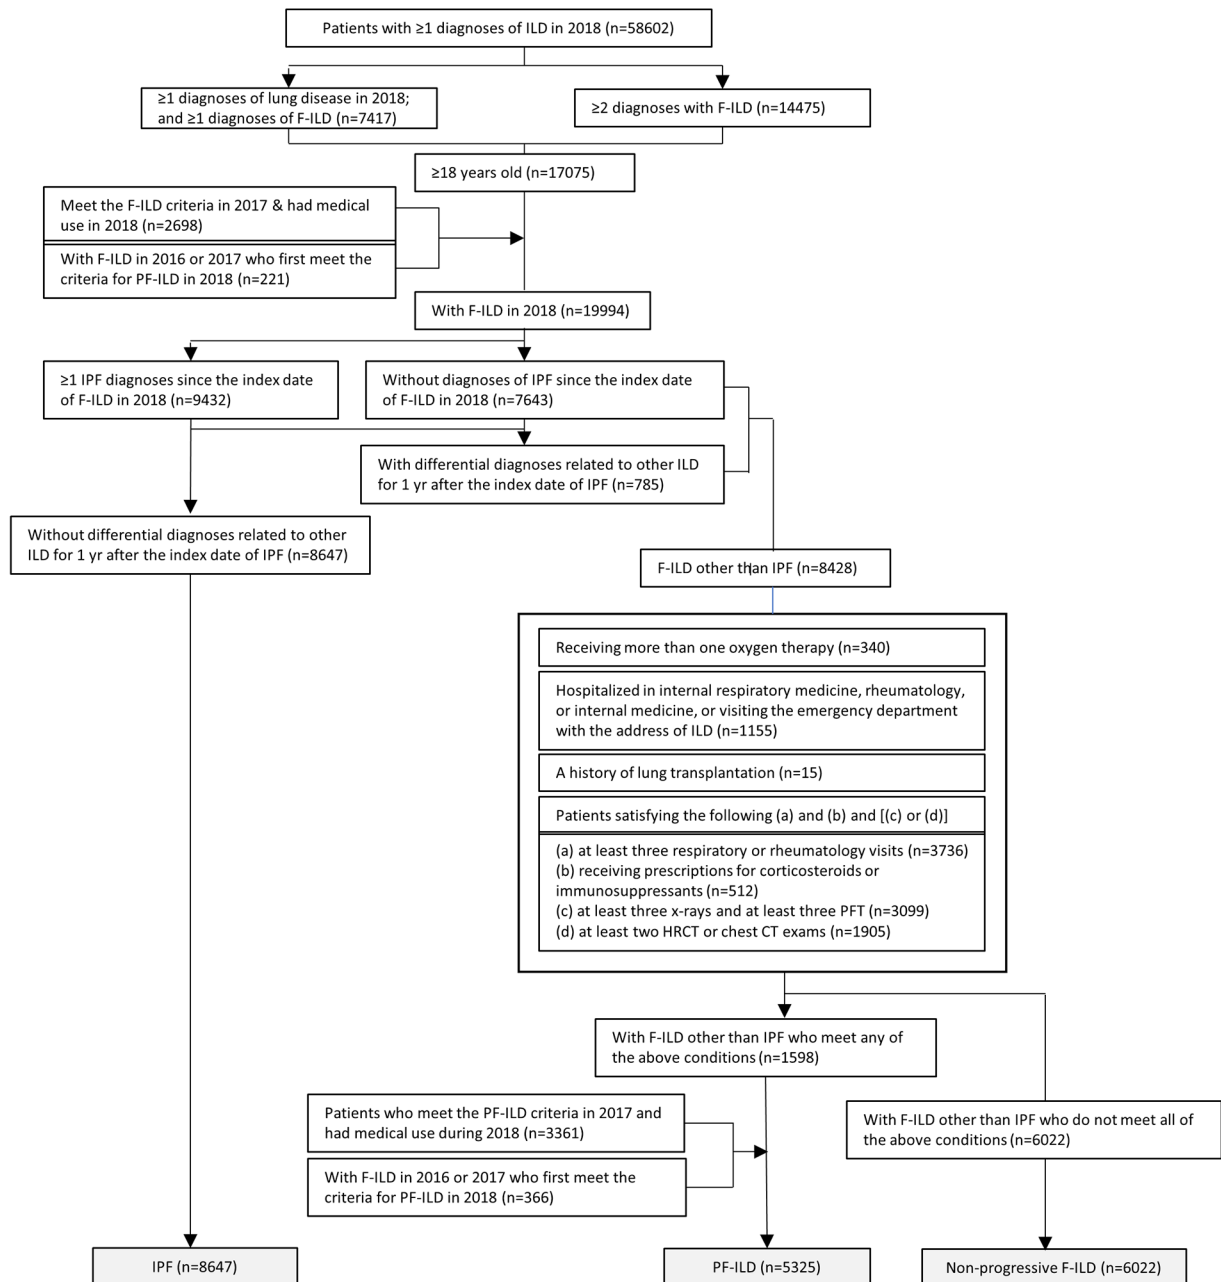 Patients with ≥1 diagnoses of ILD in 2018 (n=58602)
≥1 diagnoses of lung disease in 2018;
and ≥1 diagnoses of F-ILD (n=7417)
≥2 diagnoses with F-ILD (n=14475)
≥18 years old (n=17075)
Meet the F-ILD criteria in 2017 & had medical
use in 2018 (n=2698)
With F-ILD in 2016 or 2017 who first meet the
criteria for PF-ILD in 2018 (n=221)
With F-ILD in 2018 (n=19994)
≥1 IPF diagnoses since the index date
of F-ILD in 2018 (n=9432)
Without diagnoses of IPF since the index date
of F-ILD in 2018 (n=7643)
With differential diagnoses related to other ILD
for 1 yr after the index date of IPF (n=785)
Without differential diagnoses related to other
ILD for 1 yr after the index date of IPF (n=8647)
F-ILD other than IPF (n=8428)
Receiving more than one oxygen therapy (n=340)
Hospitalized in internal respiratory medicine, rheumatology,
or internal medicine, or visiting the emergency department
with the address of ILD (n=1155)
A history of lung transplantation (n=15)
Patients satisfying the following (a) and (b) and [(c) or (d)]
(a) at least three respiratory or rheumatology visits (n=3736)
(b) receiving prescriptions for corticosteroids or
immunosuppressants (n=512)
(c) at least three x-rays and at least three PFT (n=3099)
(d) at least two HRCT or chest CT exams (n=1905)
With F-ILD other than IPF who meet any of
the above conditions (n=1598)
Patients who meet the PF-ILD criteria in 2017 and
had medical use during 2018 (n=3361)
With F-ILD in 2016 or 2017 who first meet the
criteria for PF-ILD in 2018 (n=366)
With F-ILD other than IPF who do not meet all of
the above conditions (n=6022)
IPF (n=8647)
PF-ILD (n=5325)
Non-progressive F-ILD (n=6022)